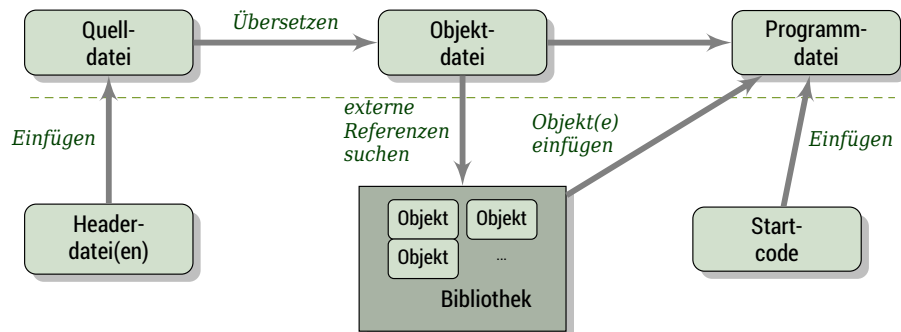 Quell-
datei
Übersetzen
Objekt-
datei
Programm-
datei
Einfügen
externe
Referenzen
suchen
Objekt(e)
einfügen
Einfügen
Header-
datei(en)
Objekt
Objekt
Objekt
...
Bibliothek
Start-
code